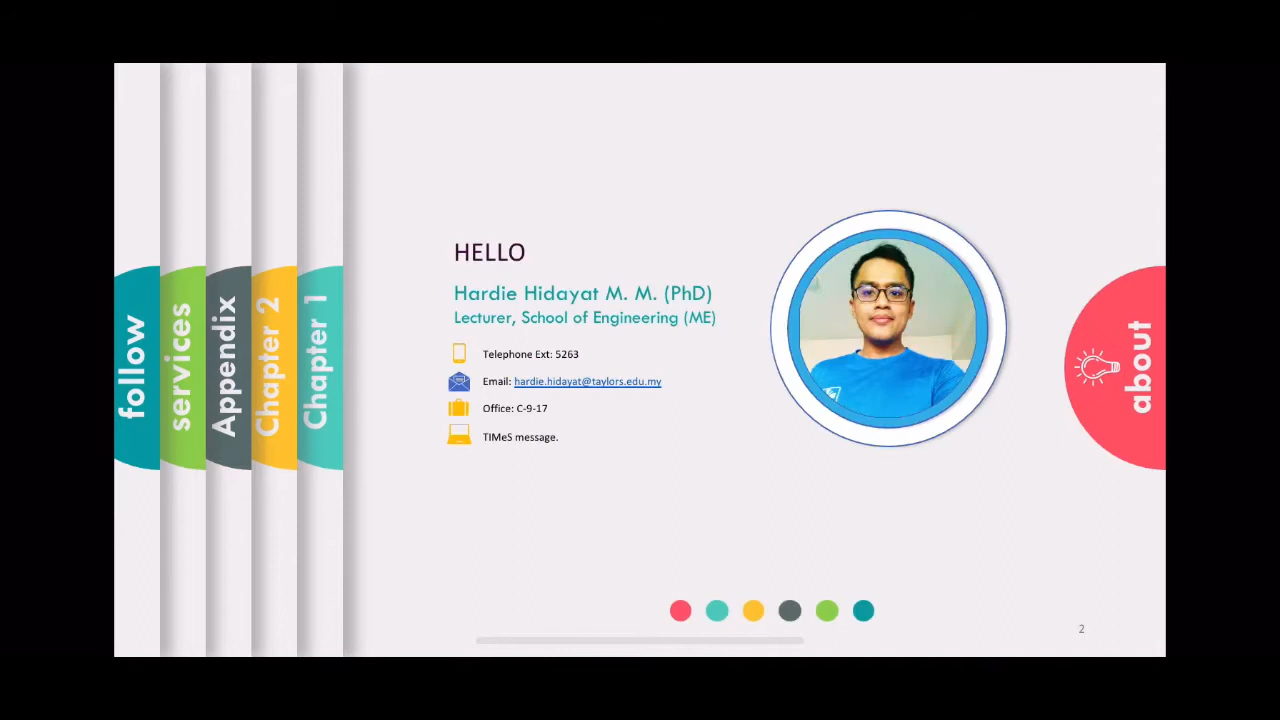 follow
services
Appendix
Chapter 2
Chapter 1
HELLO
Hardie Hidayat M. M. (PhD)
Lecturer, School of Engineering (ME)
Telephone Ext: 5263
Email: hardie.hidayat@taylors.edu.my
Office: C-9-17
TIMeS message.
about
2